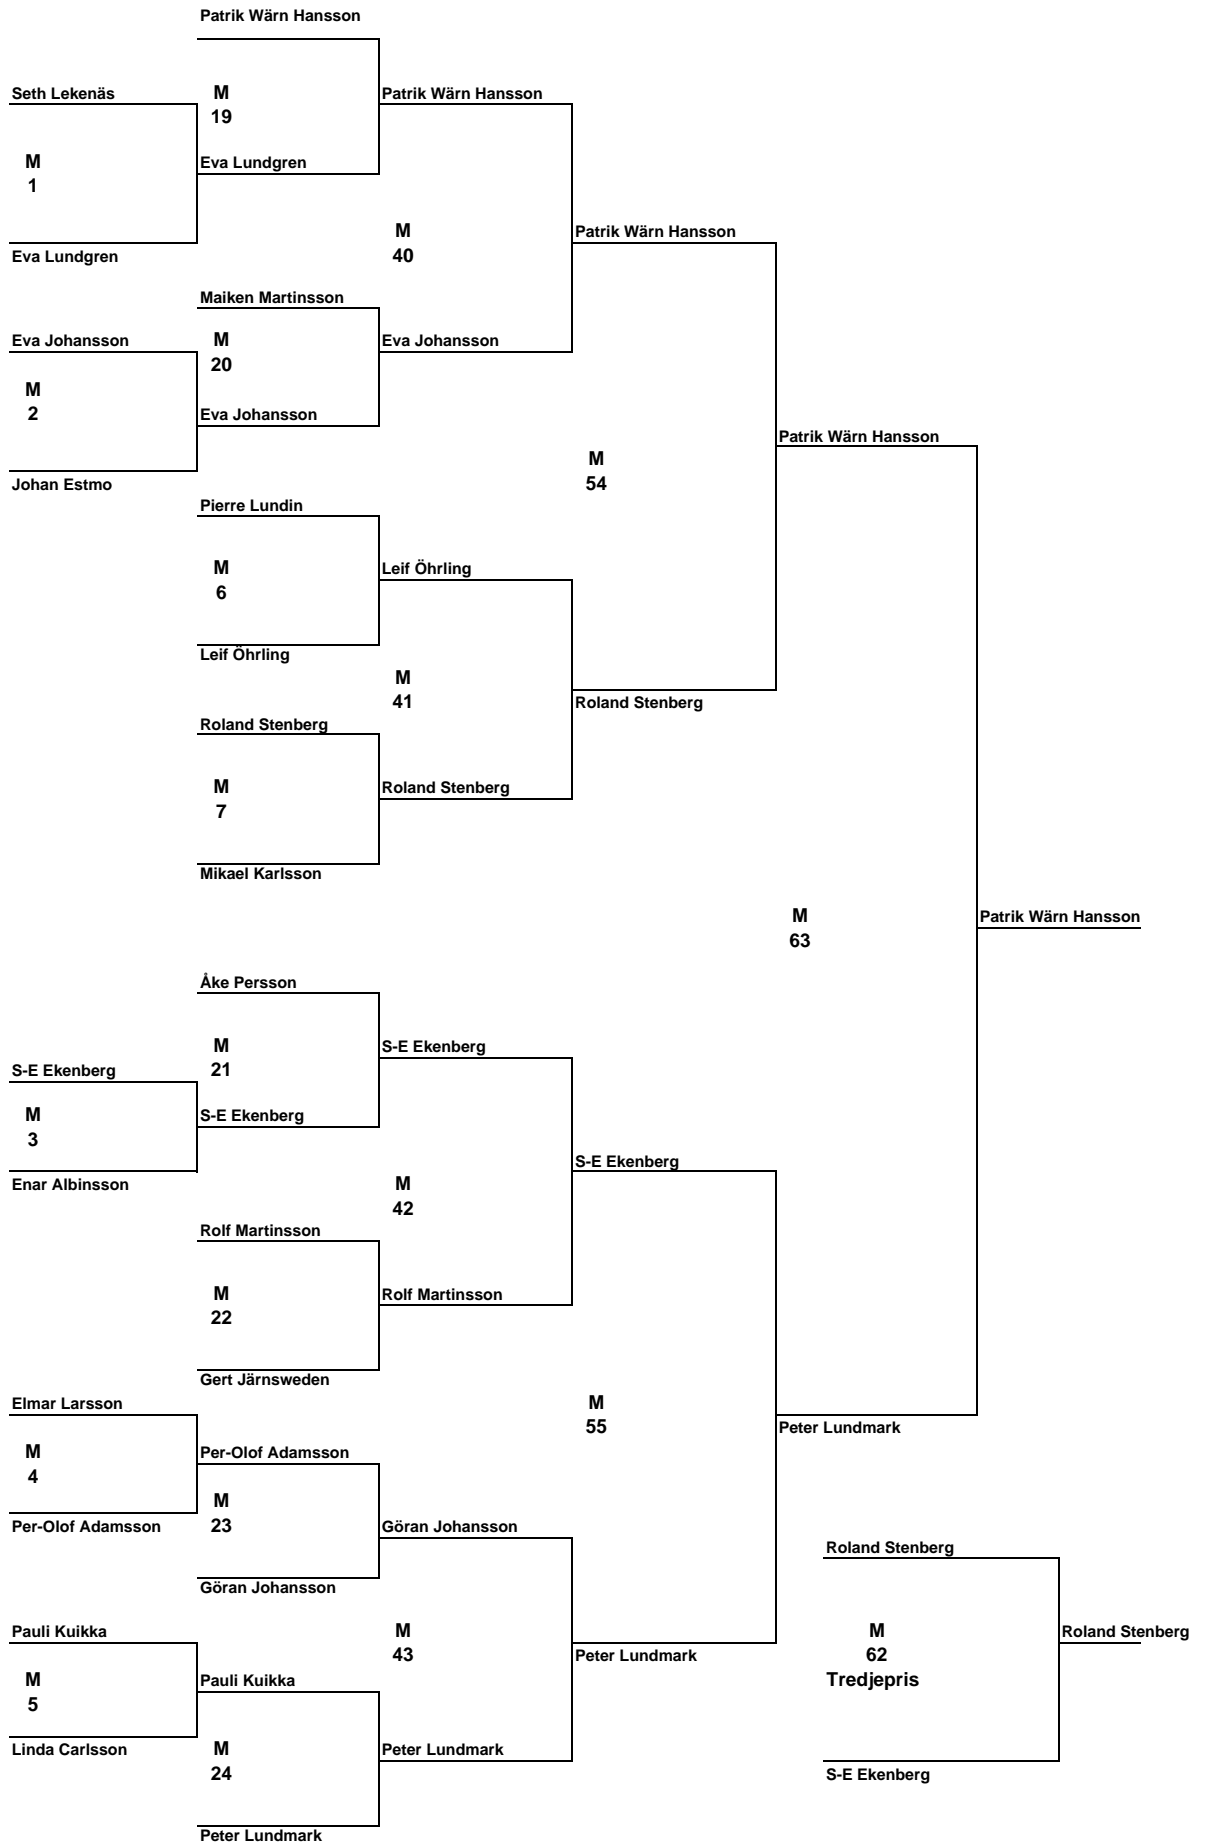 Patrik Wärn Hansson
Seth Lekenäs
M
19
Patrik Wärn Hansson
M
1
Eva Lundgren
Eva Lundgren
M
40
Patrik Wärn Hansson
Maiken Martinsson
Eva Johansson
M
20
Eva Johansson
M
2
Eva Johansson
Johan Estmo
M
54
Patrik Wärn Hansson
Pierre Lundin
M
6
Leif Öhrling
Leif Öhrling
M
41
Roland Stenberg
Roland Stenberg
M
7
Roland Stenberg
Mikael Karlsson
M
63
Patrik Wärn Hansson
Åke Persson
M
21
S-E Ekenberg
S-E Ekenberg
M
3
S-E Ekenberg
Enar Albinsson
M
42
S-E Ekenberg
Rolf Martinsson
M
22
Rolf Martinsson
Gert Järnsweden
Elmar Larsson
M
55
Peter Lundmark
M
4
Per-Olof Adamsson
Per-Olof Adamsson
M
23
Göran Johansson
Göran Johansson
Roland Stenberg
Pauli Kuikka
M
43
Peter Lundmark
M
62
Tredjepris
Roland Stenberg
M
5
Pauli Kuikka
Linda Carlsson
M
24
Peter Lundmark
S-E Ekenberg
Peter Lundmark